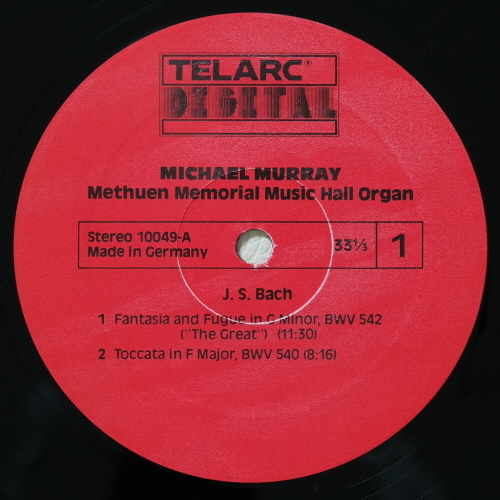 TELARC®
DIGITAL
MICHAEL MURRAY
Methuen Memorial Music Hall Organ
Stereo 10049-A
Made in Germany
33⅓
1
J. S. Bach
1 Fantasia and Fugue in G Minor, BWV 542
("The Great") (11:30)
2 Toccata in F Major, BWV 540 (8:16)